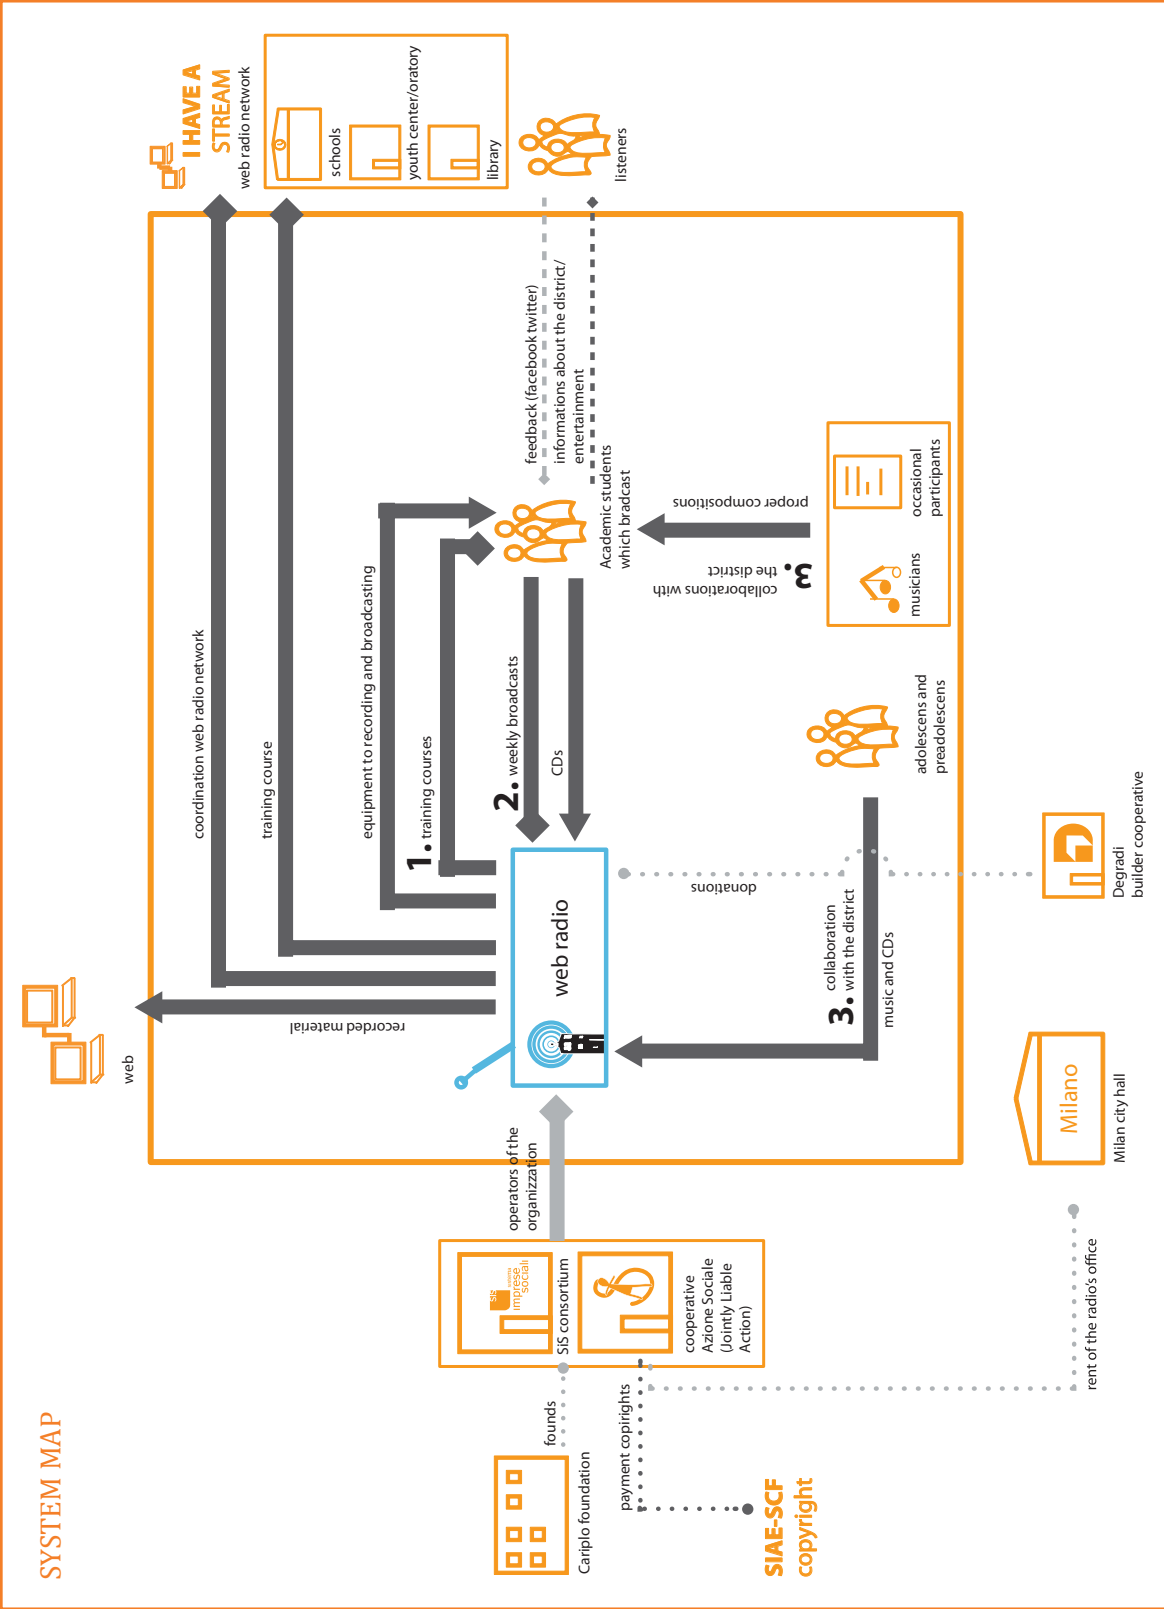 SYSTEM MAP
web
I HAVE A
STREAM
web radio network
schools
youth center/oratory
library
coordination web radio network
training course
recorded material
equipment to recording and broadcasting
1. training courses
2. weekly broadcasts
CDs
feedback (facebook twitter)
informations about the district/
entertainment
listeners
Academic students
which bradcast
web radio
operators of the
organizzation
SiS
sistema
imprese
sociali
SiS consortium
cooperative
Azione Sociale
(Jointly Liable
Action)
founds
Cariplo foundation
payment copirights
SIAE-SCF
copyright
proper compositions
3. collaborations with
the district
musicians
occasional
participants
donations
3. collaboration
with the district
music and CDs
adolescens and
preadolescens
rent of the radio's office
Milano
Milan city hall
Degradi
builder cooperative